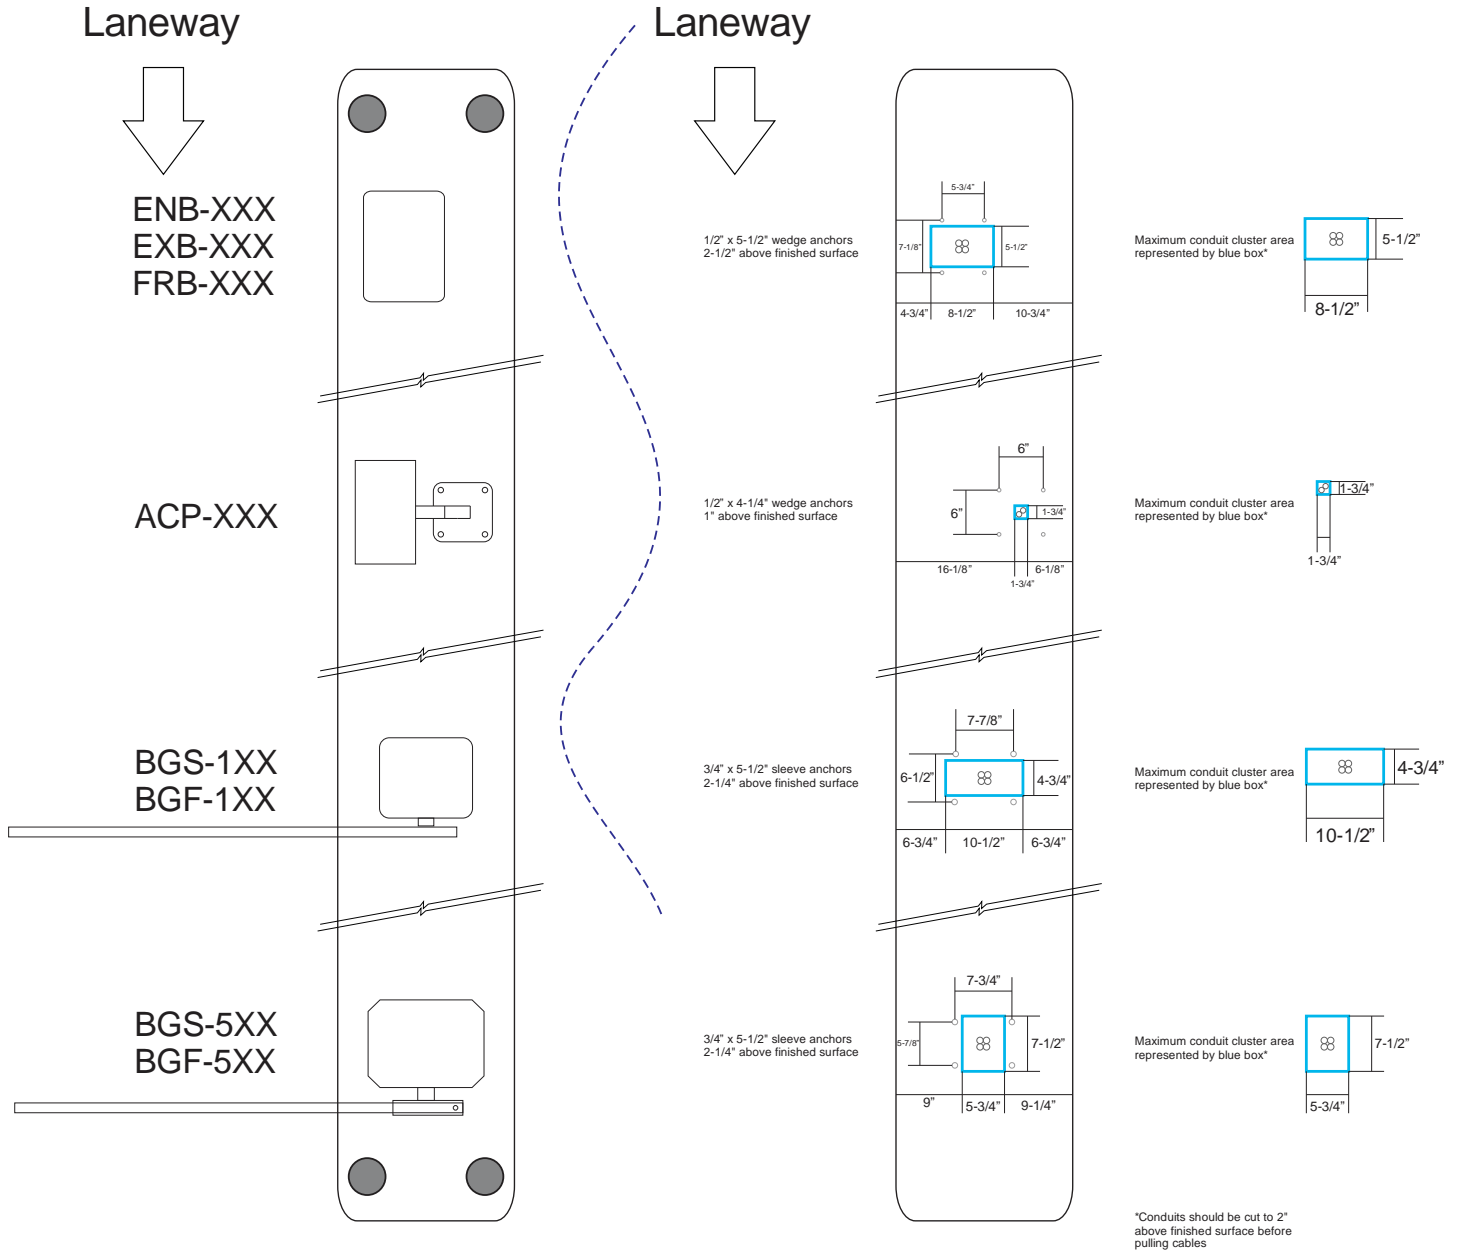 Laneway
Laneway
ENB-XXX
EXB-XXX
FRB-XXX
1/2" x 5-1/2" wedge anchors
2-1/2" above finished surface
5-3/4”
7-1/8”
5-1/2”
4-3/4”
8-1/2”
10-3/4”
Maximum conduit cluster area
represented by blue box*
5-1/2”
8-1/2”
ACP-XXX
1/2" x 4-1/4" wedge anchors
1" above finished surface
6”
6”
1-3/4”
16-1/8”
6-1/8”
1-3/4”
Maximum conduit cluster area
represented by blue box*
1-3/4”
1-3/4”
BGS-1XX
BGF-1XX
3/4" x 5-1/2" sleeve anchors
2-1/4" above finished surface
7-7/8”
6-1/2”
4-3/4”
6-3/4”
10-1/2”
6-3/4”
Maximum conduit cluster area
represented by blue box*
4-3/4”
10-1/2”
BGS-5XX
BGF-5XX
3/4" x 5-1/2" sleeve anchors
2-1/4" above finished surface
7-3/4”
5-7/8”
7-1/2”
9”
5-3/4”
9-1/4”
Maximum conduit cluster area
represented by blue box*
7-1/2”
5-3/4”
*Conduits should be cut to 2"
above finished surface before
pulling cables